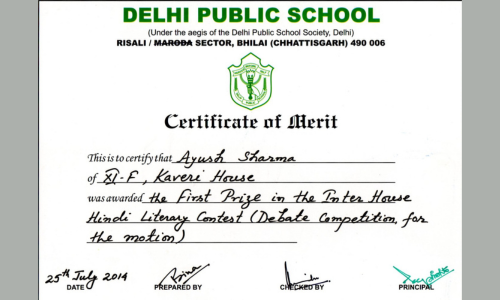 DELHI PUBLIC SCHOOL
(Under the aegis of the Delhi Public School Society, Delhi)
RISALI / MARODA SECTOR, BHILAI (CHHATTISGARH) 490 006
Certificate of Merit
This is to certify that Ayush Sharma
of XI-F, Kaveri House
was awarded the First Prize in the Inter House
Hindi Literary Contest (Debate Competition, for
the motion)
25th July 2014
DATE PREPARED BY CHECKED BY PRINCIPAL